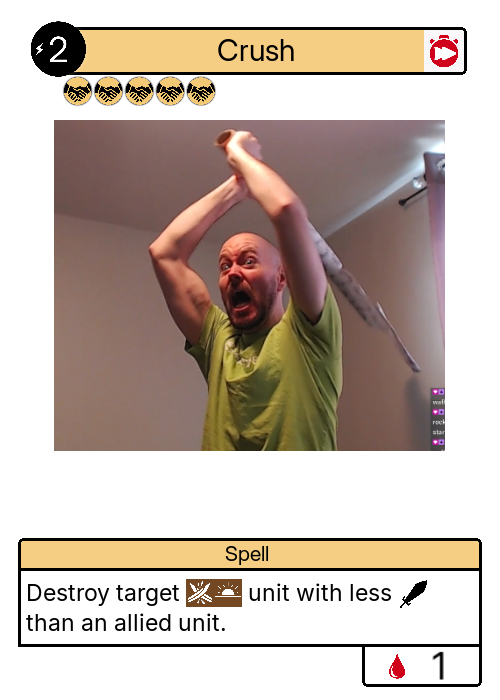 2
Crush
Spell
Destroy target unit with less
than an allied unit.
1